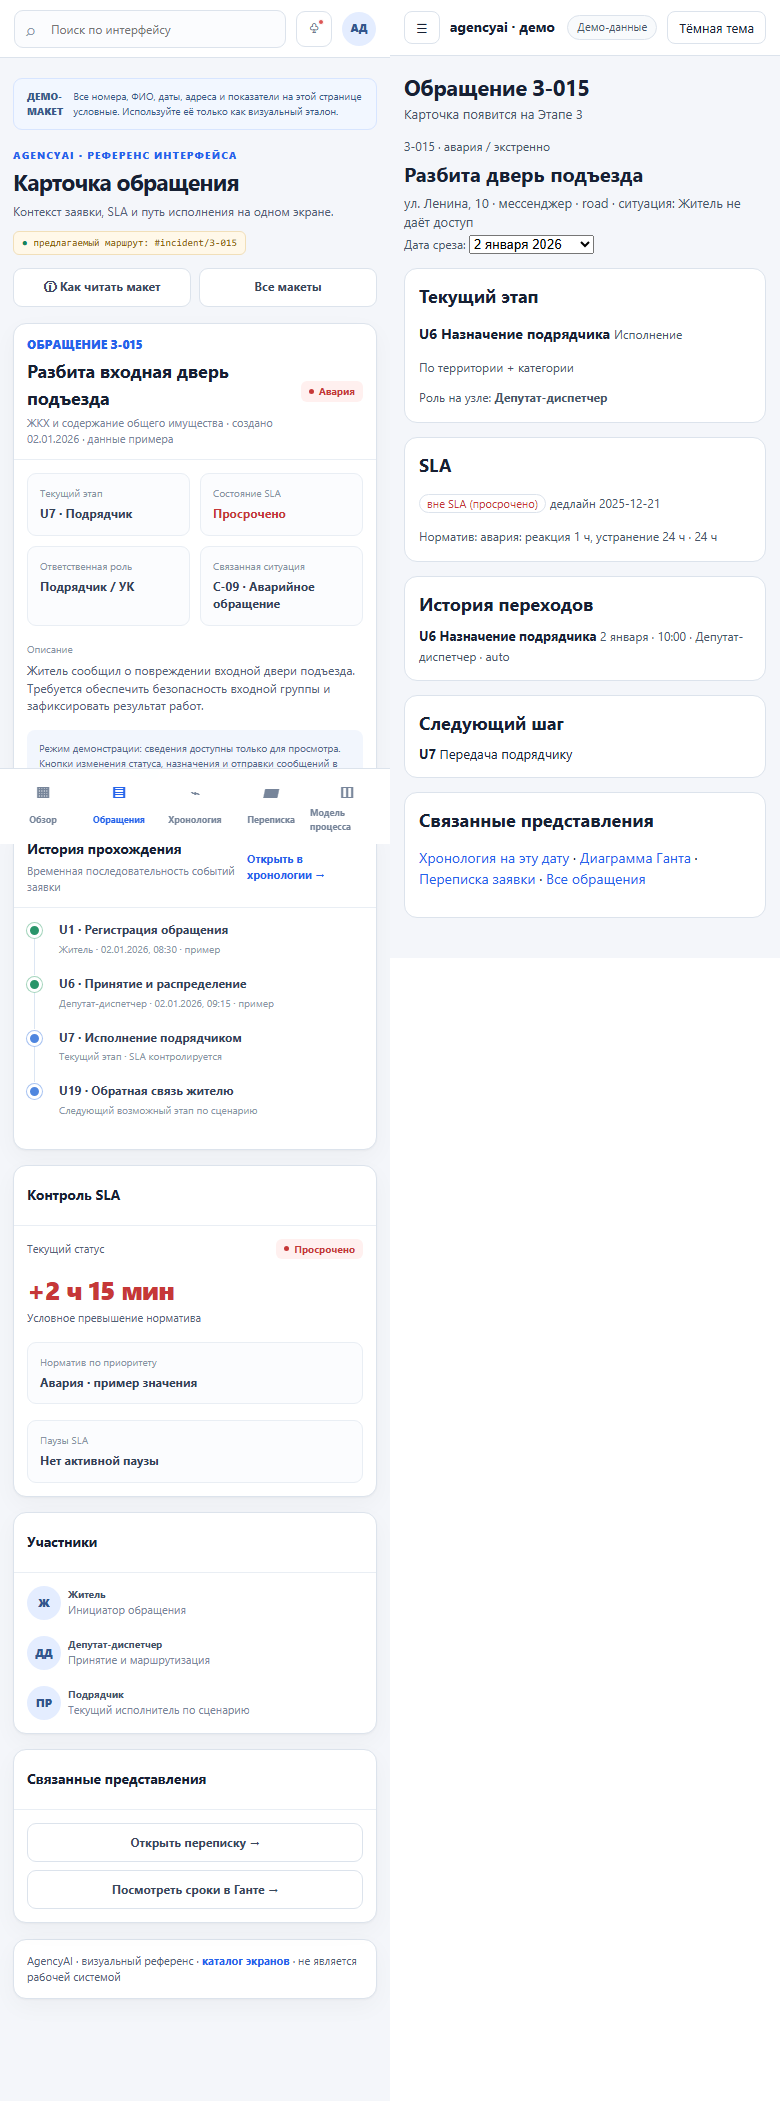 Поиск по интерфейсу
АД
ДЕМО-
МАКЕТ
Все номера, ФИО, даты, адреса и показатели на этой странице
условные. Используйте её только как визуальный эталон.
AGENCYAI • РЕФЕРЕНС ИНТЕРФЕЙСА
Карточка обращения
Контекст заявки, SLA и путь исполнения на одном экране.
предлагаемый маршрут: #incident/3-015
Как читать макет
Все макеты
ОБРАЩЕНИЕ 3-015
Разбита входная дверь
подъезда
Авария
ЖКХ и содержание общего имущества · создано
02.01.2026 · данные примера
Текущий этап
U7 · Подрядчик
Состояние SLA
Просрочено
Ответственная роль
Подрядчик / УК
Связанная ситуация
С-09 · Аварийное
обращение
Описание
Житель сообщил о повреждении входной двери подъезда.
Требуется обеспечить безопасность входной группы и
зафиксировать результат работ.
Режим демонстрации: сведения доступны только для просмотра.
Кнопки изменения статуса, назначения и отправки сообщений в
Обзор
Обращения
Хронология
Переписка
Модель
процесса
История прохождения
Временная последовательность событий
заявки
Открыть в
хронологии →
U1 · Регистрация обращения
Житель · 02.01.2026, 08:30 · пример
U6 · Принятие и распределение
Депутат-диспетчер · 02.01.2026, 09:15 · пример
U7 · Исполнение подрядчиком
Текущий этап · SLA контролируется
U19 · Обратная связь жителю
Следующий возможный этап по сценарию
Контроль SLA
Текущий статус
Просрочено
+2 ч 15 мин
Условное превышение норматива
Норматив по приоритету
Авария · пример значения
Паузы SLA
Нет активной паузы
Участники
Ж
Житель
Инициатор обращения
ДД
Депутат-диспетчер
Принятие и маршрутизация
ПР
Подрядчик
Текущий исполнитель по сценарию
Связанные представления
Открыть переписку →
Посмотреть сроки в Ганте →
AgencyAI · визуальный референс · каталог экранов · не является
рабочей системой
agencyai · демо
Демо-данные
Тёмная тема
Обращение 3-015
Карточка появится на Этапе 3
3-015 · авария / экстренно
Разбита дверь подъезда
ул. Ленина, 10 · мессенджер · road · ситуация: Житель не
даёт доступ
Дата среза: 2 января 2026
Текущий этап
U6 Назначение подрядчика Исполнение
По территории + категории
Роль на узле: Депутат-диспетчер
SLA
вне SLA (просрочено) дедлайн 2025-12-21
Норматив: авария: реакция 1 ч, устранение 24 ч · 24 ч
История переходов
U6 Назначение подрядчика 2 января · 10:00 · Депутат-
диспетчер · auto
Следующий шаг
U7 Передача подрядчику
Связанные представления
Хронология на эту дату · Диаграмма Ганта ·
Переписка заявки · Все обращения